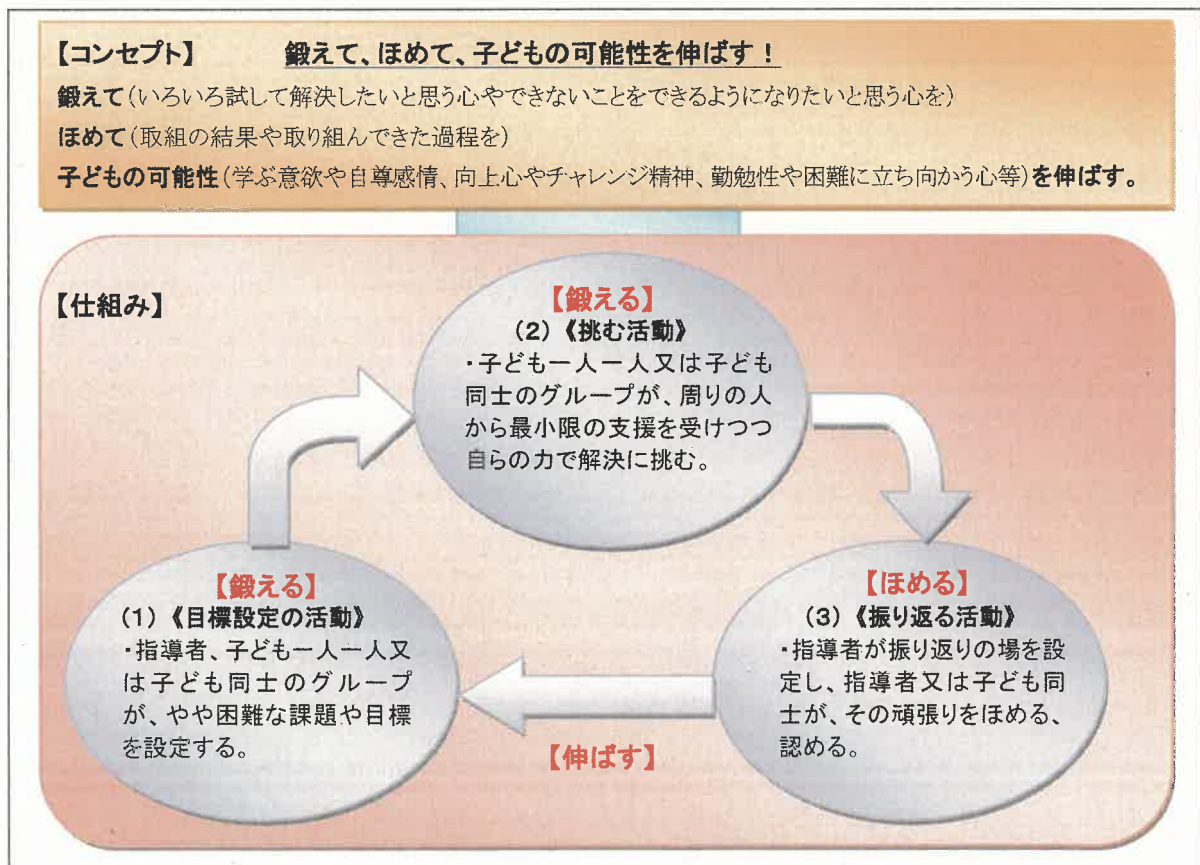 【コンセプト】 鍛えて、ほめて、子どもの可能性を伸ばす!
鍛えて(いろいろ試して解決したいと思う心やできないことをできるようになりたいと思う心を)
ほめて(取組の結果や取り組んできた過程を)
子どもの可能性(学ぶ意欲や自尊感情、向上心やチャレンジ精神、勤勉性や困難に立ち向かう心等)を伸ばす。
【仕組み】
【鍛える】
(2)《挑む活動》
・子ども一人一人又は子ども
同士のグループが、周りの人
から最小限の支援を受けつつ
自らの力で解決に挑む。
【鍛える】
(1)《目標設定の活動》
・指導者、子ども一人一人又
は子ども同士のグループ
が、やや困難な課題や目標
を設定する。
【ほめる】
(3)《振り返る活動》
・指導者が振り返りの場を設
定し、指導者又は子ども同
士が、その頑張りをほめる、
認める。
【伸ばす】